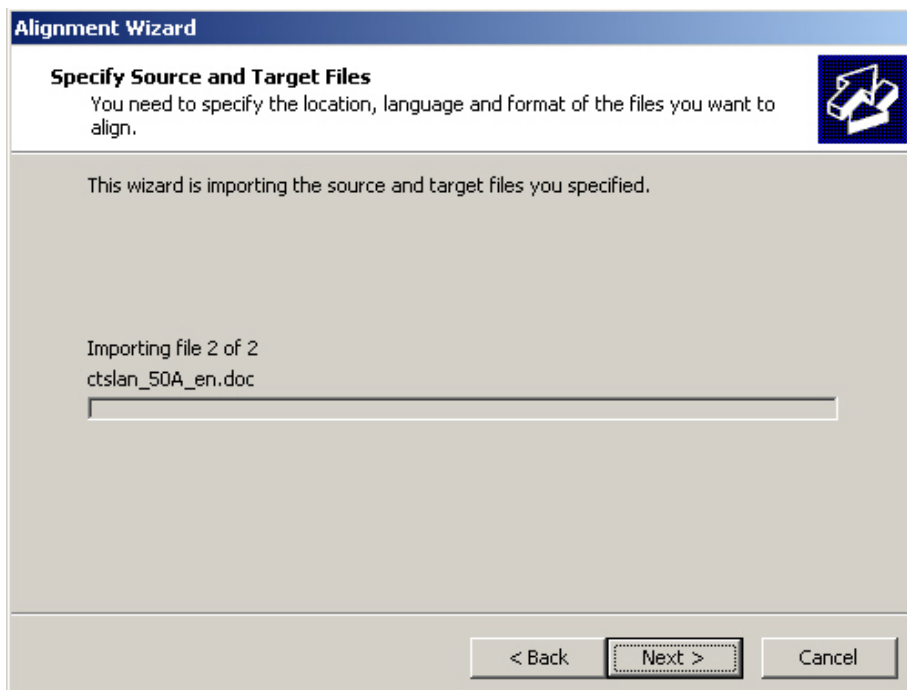 Alignment Wizard
Specify Source and Target Files
You need to specify the location, language and format of the files you want to
align.
This wizard is importing the source and target files you specified.
Importing file 2 of 2
ctslan_50A_en.doc
< Back Next > Cancel